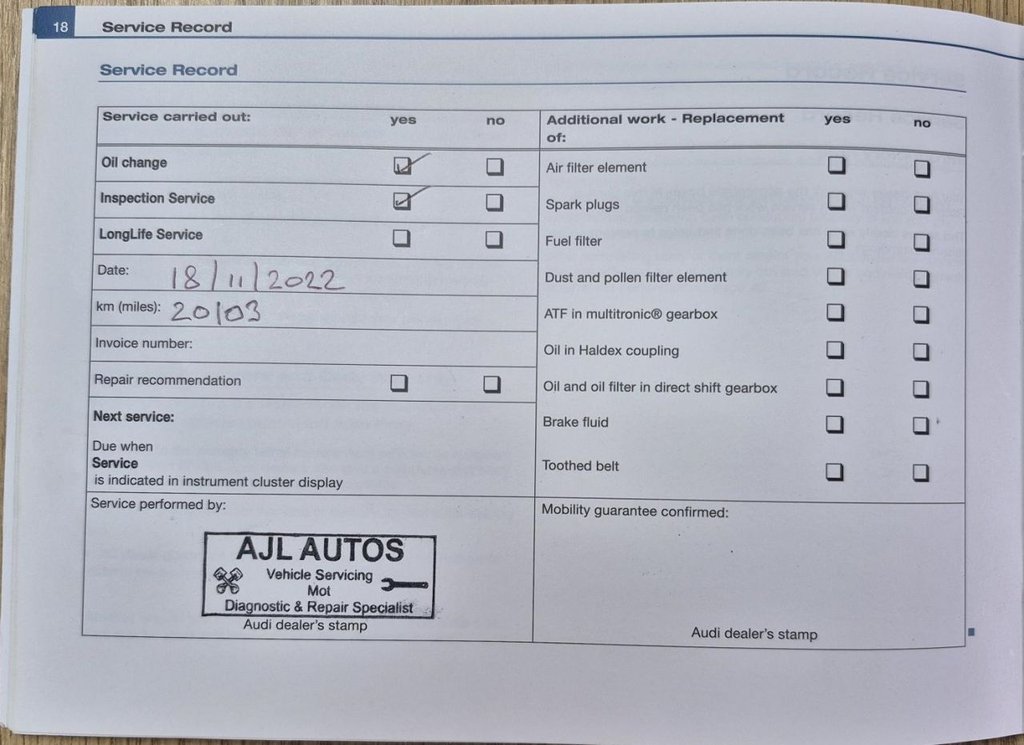 18 Service Record
Service Record
Service carried out: yes no
Oil change
Inspection Service
LongLife Service
Date: 18/11/2022
km (miles): 20103
Invoice number:
Repair recommendation
Next service:
Due when
Service
is indicated in instrument cluster display
Service performed by:
AJL AUTOS
Vehicle Servicing
Mot
Diagnostic & Repair Specialist
Audi dealer's stamp
Additional work - Replacement yes no
of:
Air filter element
Spark plugs
Fuel filter
Dust and pollen filter element
ATF in multitronic® gearbox
Oil in Haldex coupling
Oil and oil filter in direct shift gearbox
Brake fluid
Toothed belt
Mobility guarantee confirmed:
Audi dealer's stamp